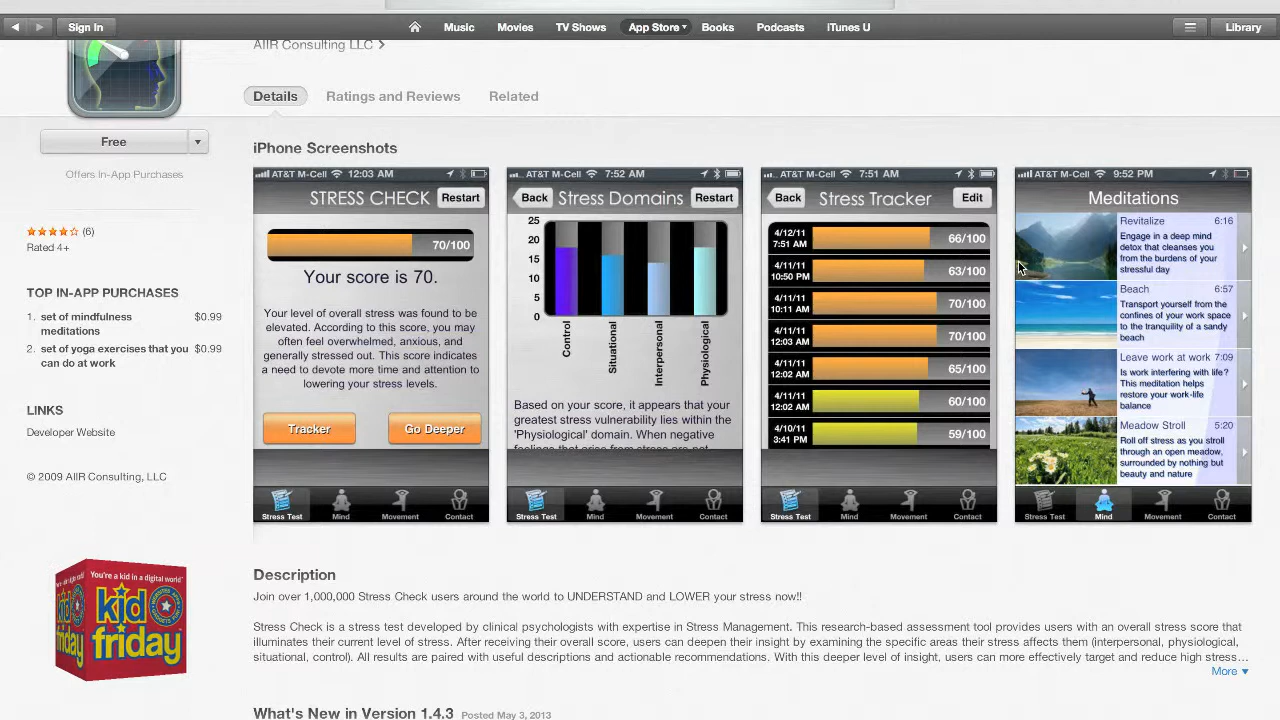 Sign In
Music
Movies
TV Shows
App Store
Books
Podcasts
iTunes U
Library
AIIR Consulting LLC
Details
Ratings and Reviews
Related
Free
Offers In-App Purchases
(6)
Rated 4+
TOP IN-APP PURCHASES
1. set of mindfulness $0.99
meditations
2. set of yoga exercises that you $0.99
can do at work
LINKS
Developer Website
© 2009 AIIR Consulting, LLC
You're a kid in a digital world
kid
friday
iPhone Screenshots
AT&T M-Cell 12:03 AM
STRESS CHECK
Restart
70/100
Your score is 70.
Your level of overall stress was found to be
elevated. According to this score, you may
often feel overwhelmed, anxious, and
generally stressed out. This score indicates
a need to devote more time and attention to
lowering your stress levels.
Tracker
Go Deeper
Stress Test
Mind
Movement
Contact
AT&T M-Cell 7:52 AM
Back
Stress Domains
Restart
25
20
15
10
5
0
Control
Situational
Interpersonal
Physiological
Based on your score, it appears that your
greatest stress vulnerability lies within the
'Physiological' domain. When negative
feelings that arise from stress are not
Stress Test
Mind
Movement
Contact
AT&T M-Cell 7:51 AM
Back
Stress Tracker
Edit
4/12/11
7:51 AM
66/100
4/11/11
10:50 PM
63/100
4/11/11
10:11 AM
70/100
4/11/11
12:03 AM
70/100
4/11/11
12:02 AM
65/100
4/11/11
12:02 AM
60/100
4/10/11
3:41 PM
59/100
Stress Test
Mind
Movement
Contact
AT&T M-Cell 9:52 PM
Meditations
Revitalize 6:16
Engage in a deep mind
detox that cleanses you
from the burdens of your
stressful day
Beach 6:57
Transport yourself from the
confines of your work space
to the tranquility of a sandy
beach
Leave work at work 7:09
Is work interfering with life?
This meditation helps
restore your work-life
balance
Meadow Stroll 5:20
Roll off stress as you stroll
through an open meadow,
surrounded by nothing but
beauty and nature
Stress Test
Mind
Movement
Contact
Description
Join over 1,000,000 Stress Check users around the world to UNDERSTAND and LOWER your stress now!!
Stress Check is a stress test developed by clinical psychologists with expertise in Stress Management. This research-based assessment tool provides users with an overall stress score that
illuminates their current level of stress. After receiving their overall score, users can deepen their insight by examining the specific areas their stress affects them (interpersonal, physiological,
situational, control). All results are paired with useful descriptions and actionable recommendations. With this deeper level of insight, users can more effectively target and reduce high stress…
More
What's New in Version 1.4.3 Posted May 3, 2013